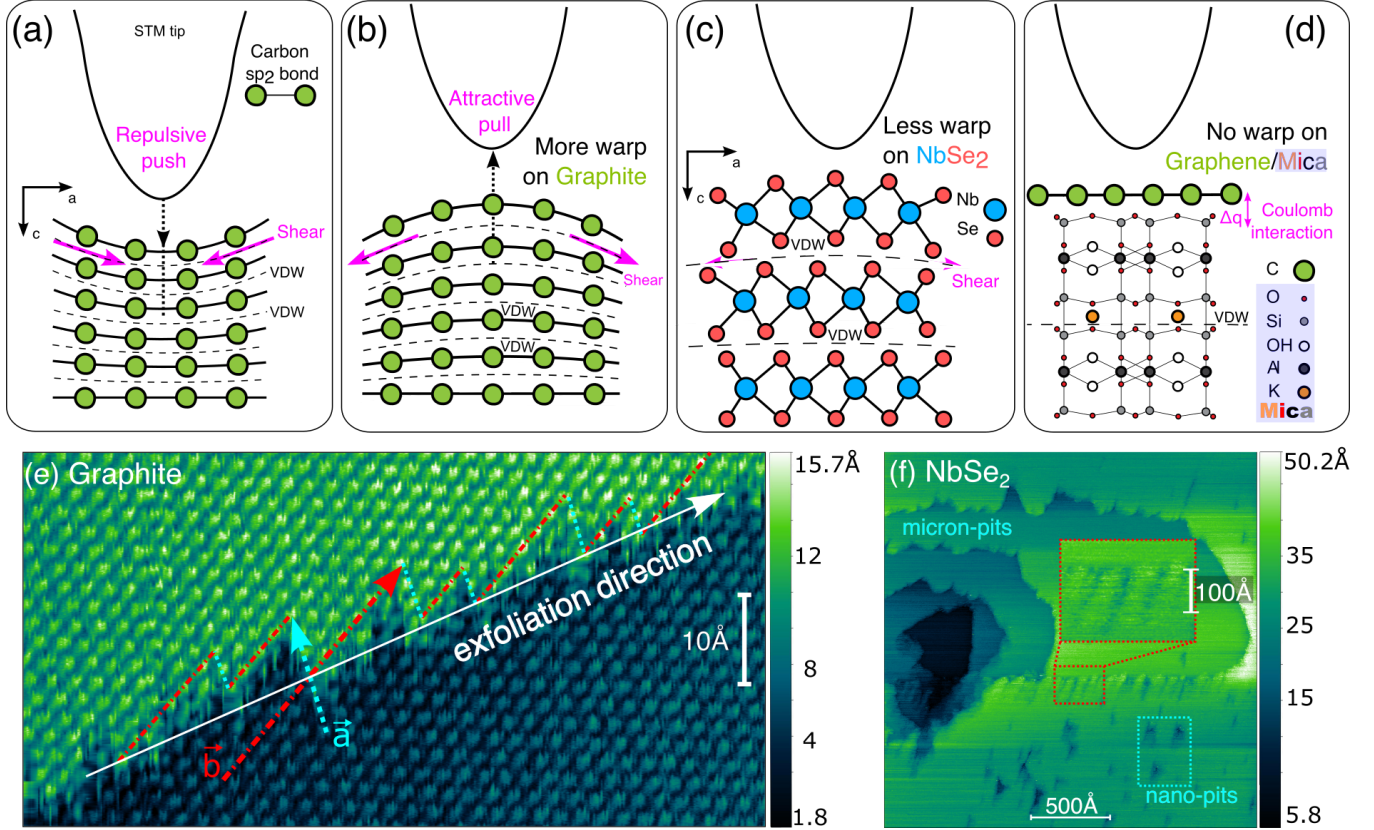 (a)
STM tip
Carbon
sp2 bond
Repulsive
push
a
c
Shear
VDW
VDW
(b)
Attractive
pull
More warp
on Graphite
Shear
VDW
VDW
(c)
Less warp
on NbSe2
a
c
Nb
Se
VDW
Shear
VDW
(d)
No warp on
Graphene/Mica
Δq
Coulomb
interaction
C
O
Si
VDW
OH
Al
K
Mica
(e) Graphite
15.7Å
12
8
4
1.8
exfoliation direction
10Å
a
b
(f) NbSe2
50.2Å
35
25
15
5.8
micron-pits
100Å
nano-pits
500Å